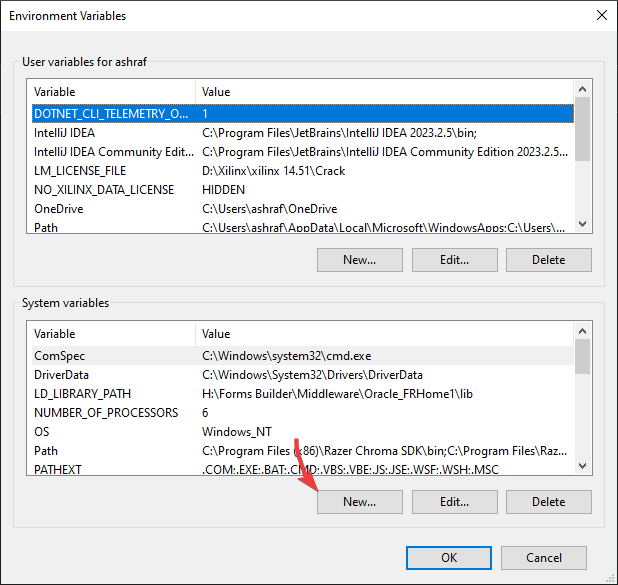 Environment Variables
User variables for ashraf
Variable Value
DOTNET_CLI_TELEMETRY_O... 1
IntelliJ IDEA C:\Program Files\JetBrains\IntelliJ IDEA 2023.2.5\bin;
IntelliJ IDEA Community Edit... C:\Program Files\JetBrains\IntelliJ IDEA Community Edition 2023.2.5...
LM_LICENSE_FILE D:\Xilinx\xilinx 14.51\Crack
NO_XILINX_DATA_LICENSE HIDDEN
OneDrive C:\Users\ashraf\OneDrive
Path C:\Users\ashraf\AppData\Local\Microsoft\WindowsApps;C:\Users\...
New... Edit... Delete
System variables
Variable Value
ComSpec C:\Windows\system32\cmd.exe
DriverData C:\Windows\System32\Drivers\DriverData
LD_LIBRARY_PATH H:\Forms Builder\Middleware\Oracle_FRHome1\lib
NUMBER_OF_PROCESSORS 6
OS Windows_NT
Path C:\Program Files (x86)\Razer Chroma SDK\bin;C:\Program Files\Raz...
PATHEXT .COM;.EXE;.BAT;.CMD;.VBS;.VBE;.JS;.JSE;.WSF;.WSH;.MSC
New... Edit... Delete
OK Cancel